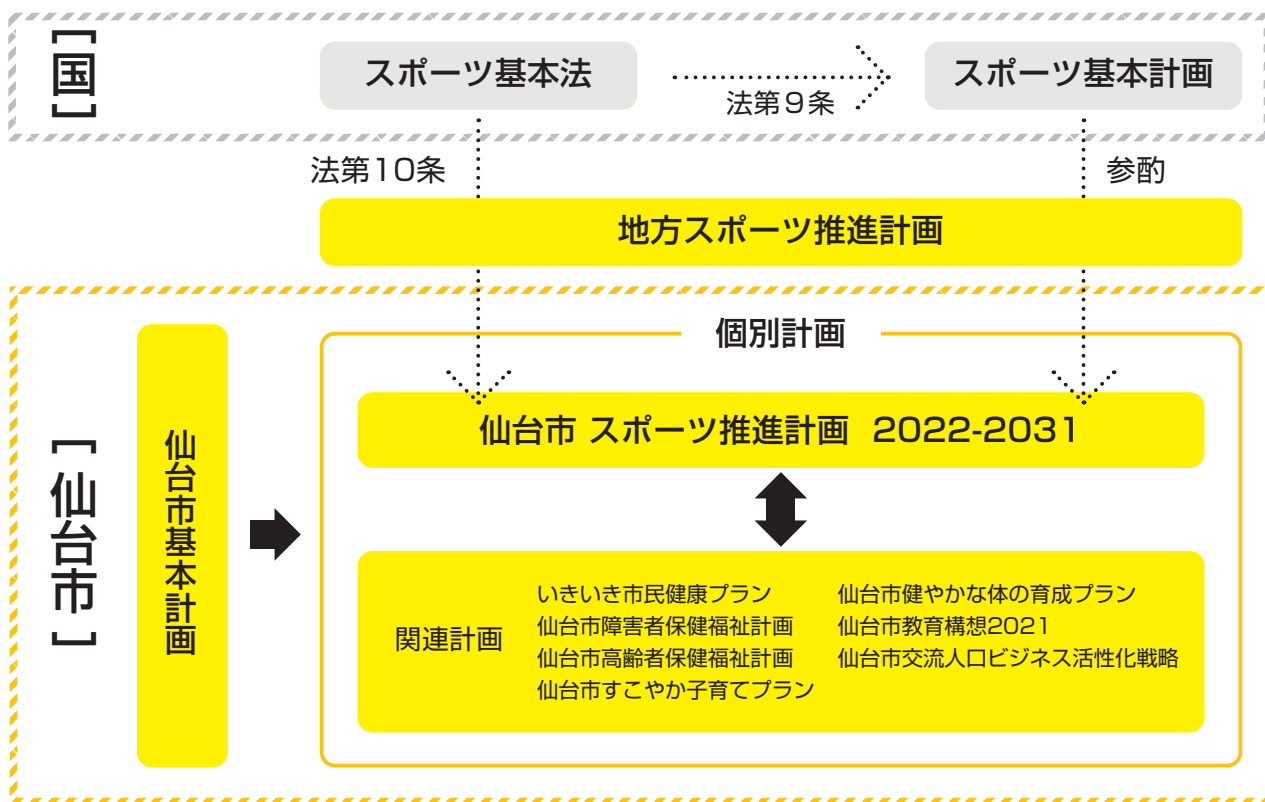 [国]
スポーツ基本法
法第9条
スポーツ基本計画
法第10条
参酌
地方スポーツ推進計画
[仙台市]
仙台市基本計画
個別計画
仙台市 スポーツ推進計画 2022-2031
関連計画
いきいき市民健康プラン
仙台市障害者保健福祉計画
仙台市高齢者保健福祉計画
仙台市すこやか子育てプラン
仙台市健やかな体の育成プラン
仙台市教育構想2021
仙台市交流人口ビジネス活性化戦略